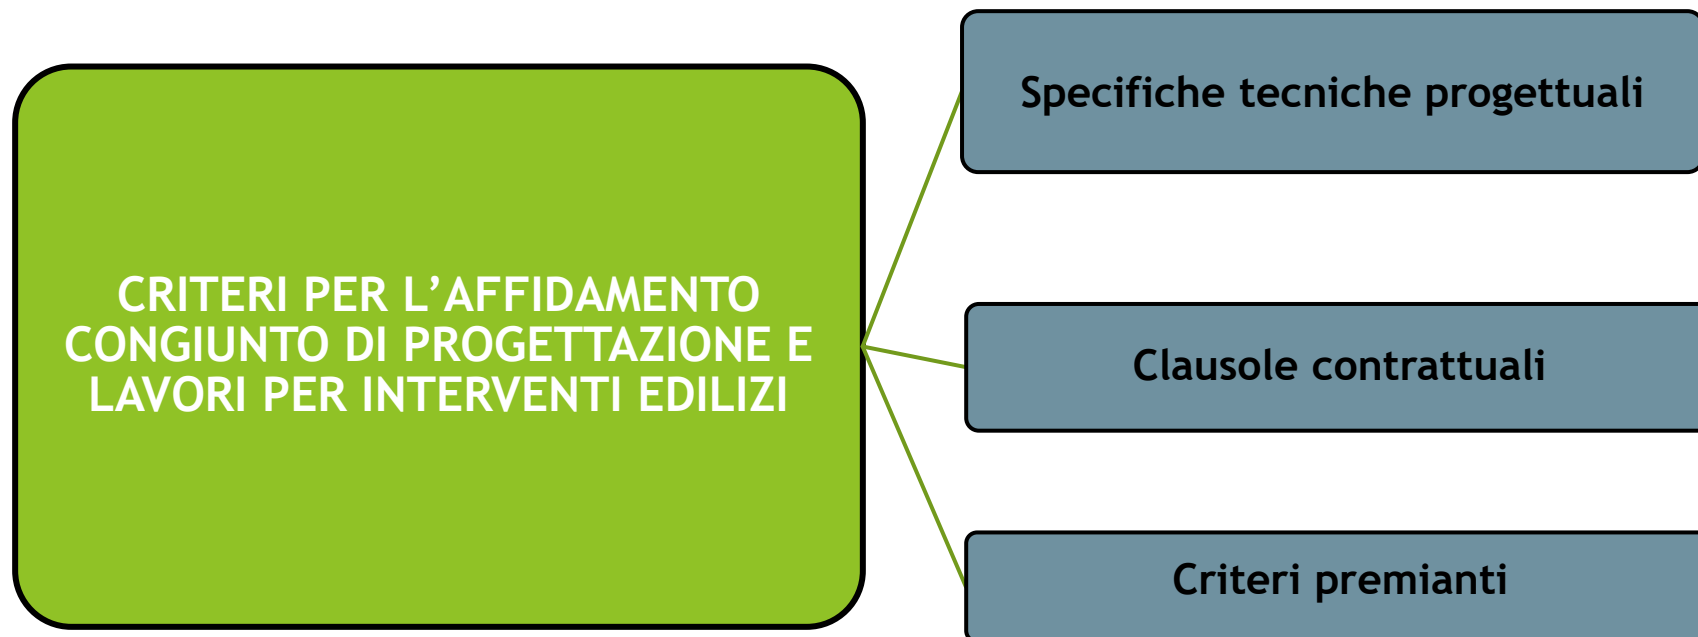 CRITERI PER L’AFFIDAMENTO
CONGIUNTO DI PROGETTAZIONE E
LAVORI PER INTERVENTI EDILIZI
Specifiche tecniche progettuali
Clausole contrattuali
Criteri premianti